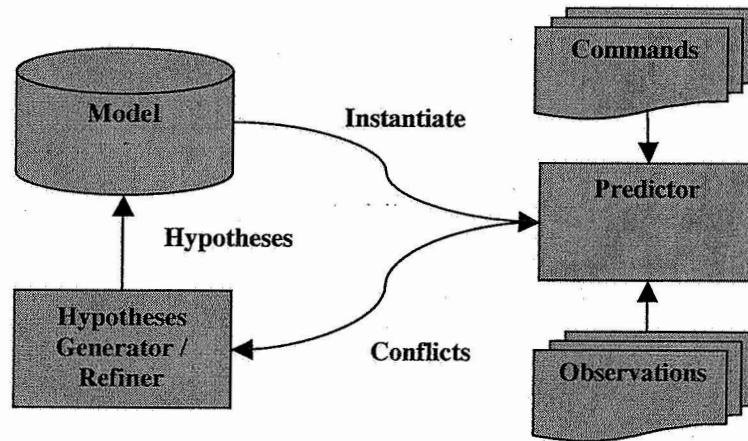 Commands
Model
Instantiate
Predictor
Hypotheses
Hypotheses
Generator /
Refiner
Conflicts
Observations